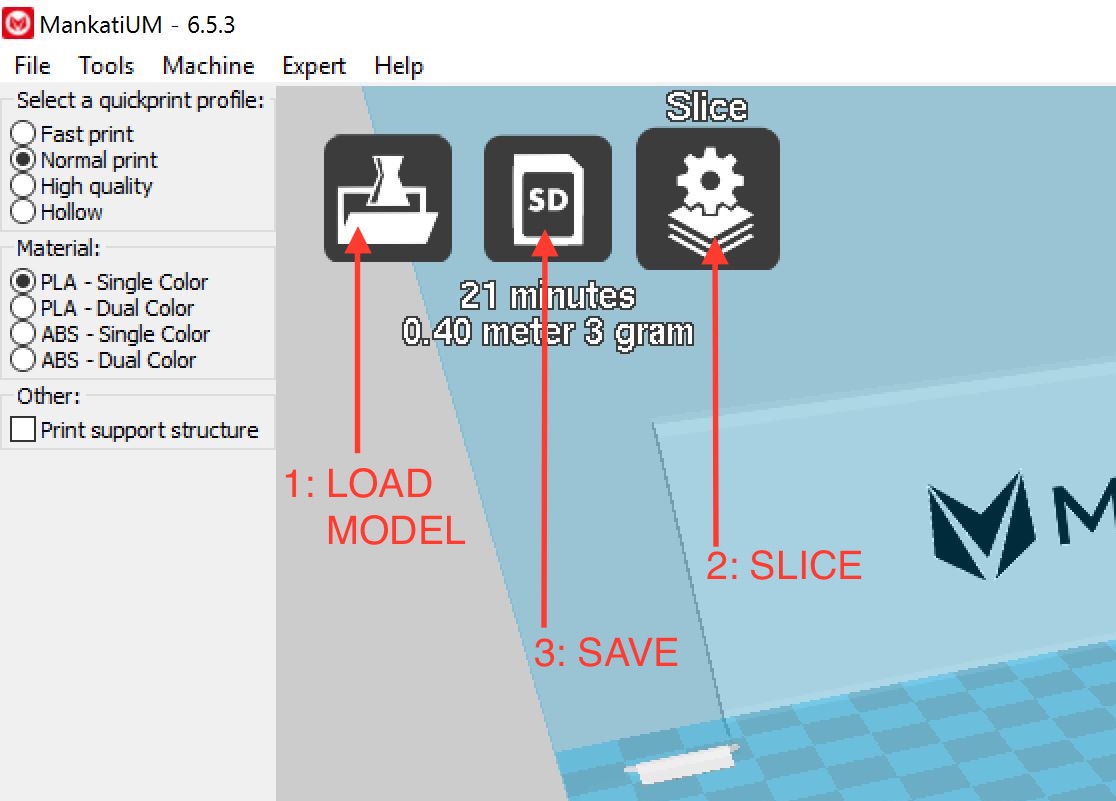 MankatiUM - 6.5.3
File Tools Machine Expert Help
Select a quickprint profile:
Fast print
Normal print
High quality
Hollow
Material:
PLA - Single Color
PLA - Dual Color
ABS - Single Color
ABS - Dual Color
Other:
Print support structure
Slice
SD
21 minutes
0.40 meter 3 gram
1: LOAD
MODEL
2: SLICE
3: SAVE
M